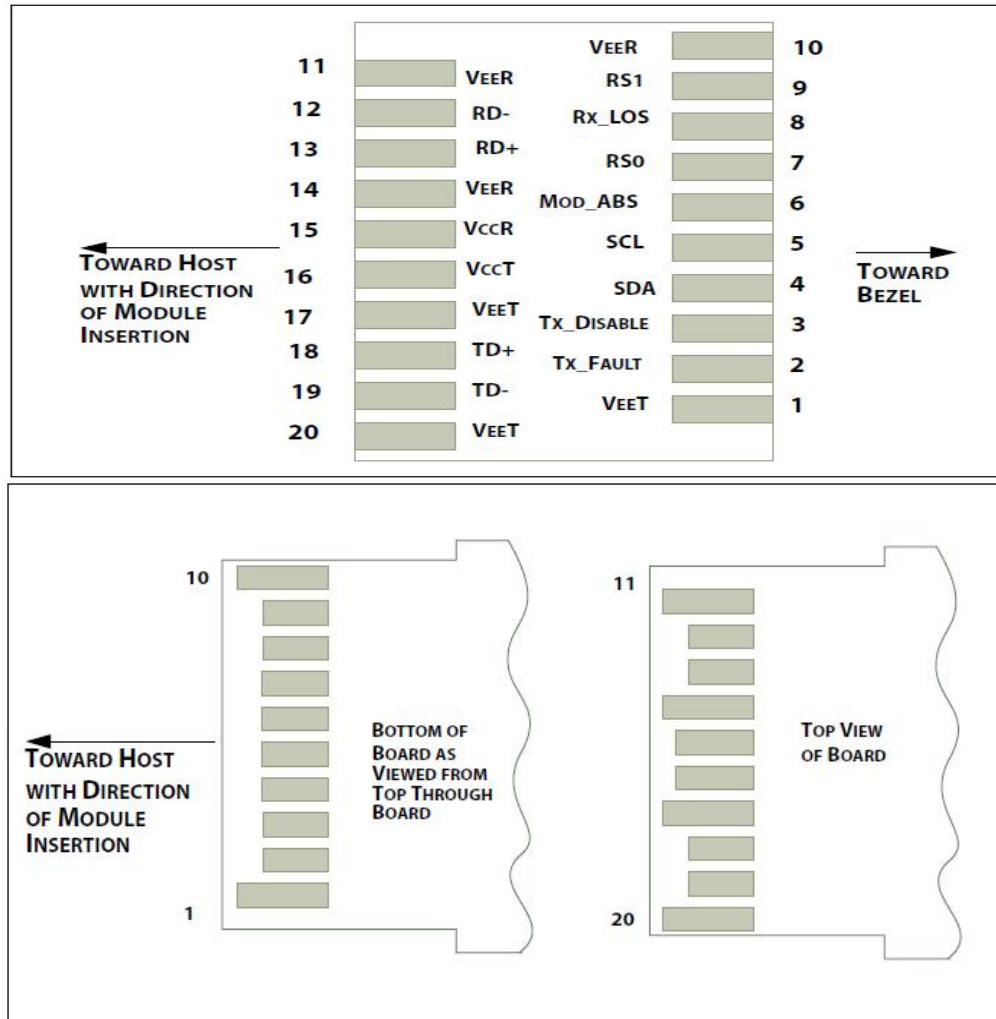 11 VEER
12 RD-
13 RD+
14 VEER
15 VCCR
16 VCCT
17 VEET
18 TD+
19 TD-
20 VEET
VEER 10
RS1 9
RX_LOS 8
RS0 7
MOD_ABS 6
SCL 5
SDA 4
TX_DISABLE 3
TX_FAULT 2
VEET 1
TOWARD HOST
WITH DIRECTION
OF MODULE
INSERTION
TOWARD
BEZEL
10
1
TOWARD HOST
WITH DIRECTION
OF MODULE
INSERTION
BOTTOM OF
BOARD AS
VIEWED FROM
TOP THROUGH
BOARD
11
20
TOP VIEW
OF BOARD